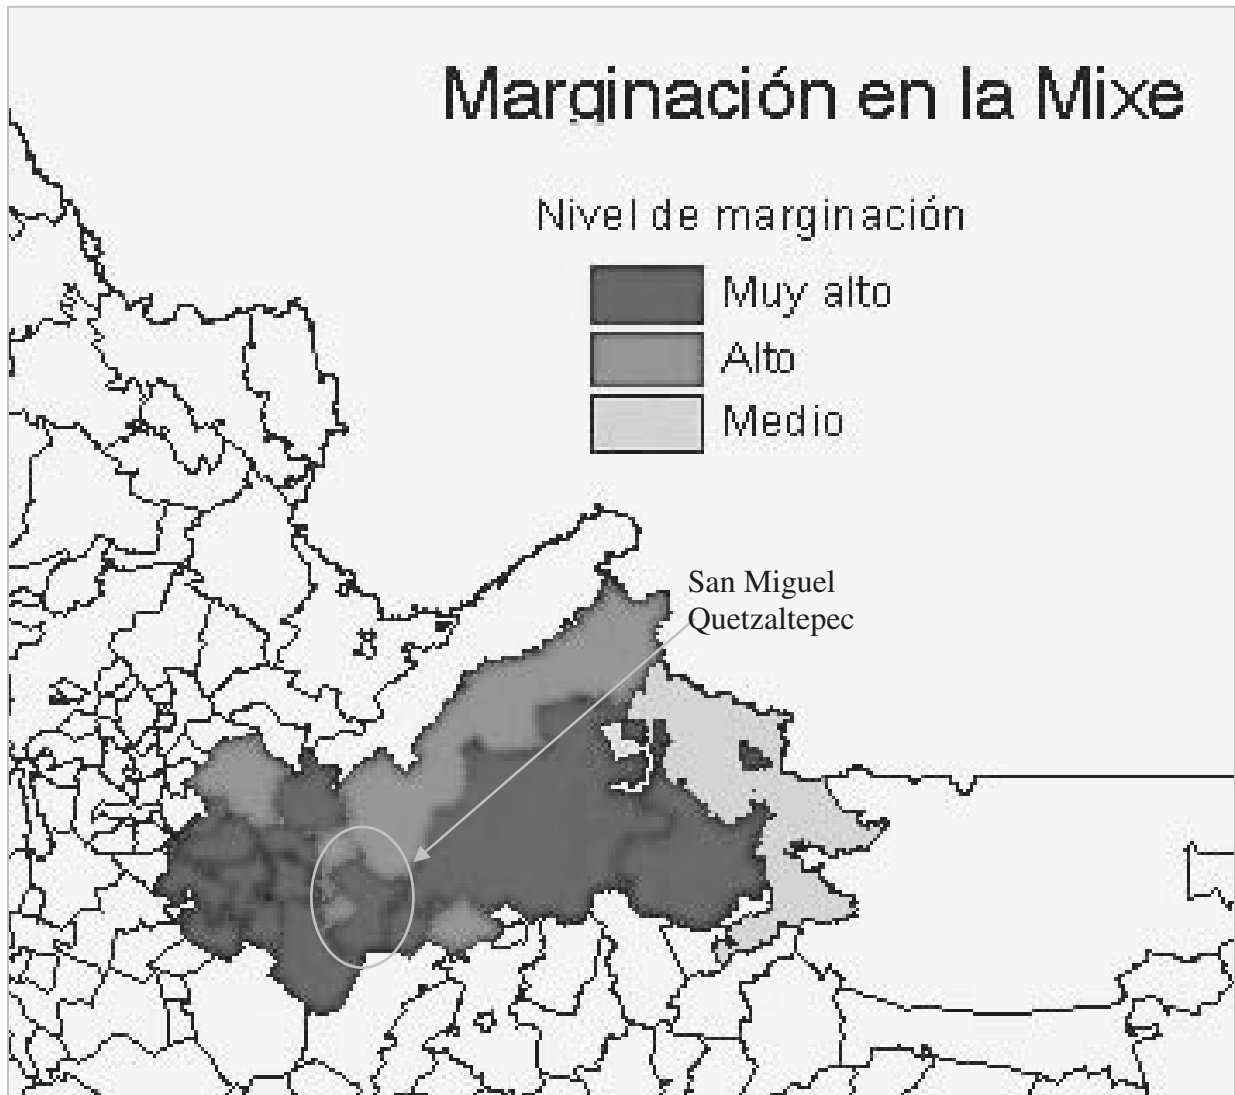 Marginación en la Mixe
Nivel de marginación
Muy alto
Alto
Medio
San Miguel
Quetzaltepec